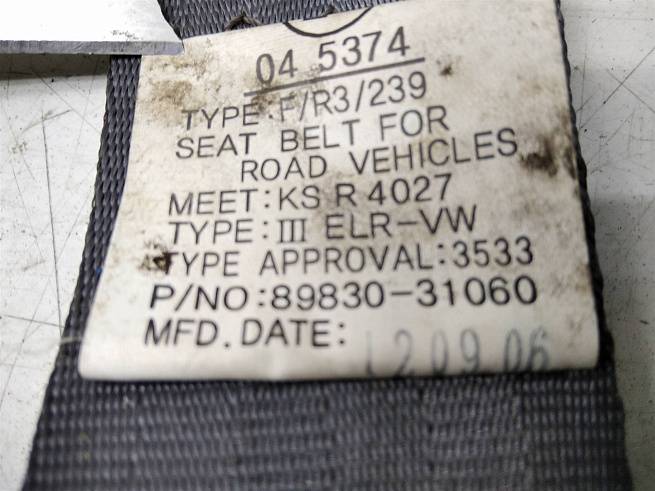 04 5374
TYPE:F/R3/239
SEAT BELT FOR
ROAD VEHICLES
MEET:KS R 4027
TYPE:III ELR-VW
TYPE APPROVAL:3533
P/NO:89830-31060
MFD.DATE: 120906